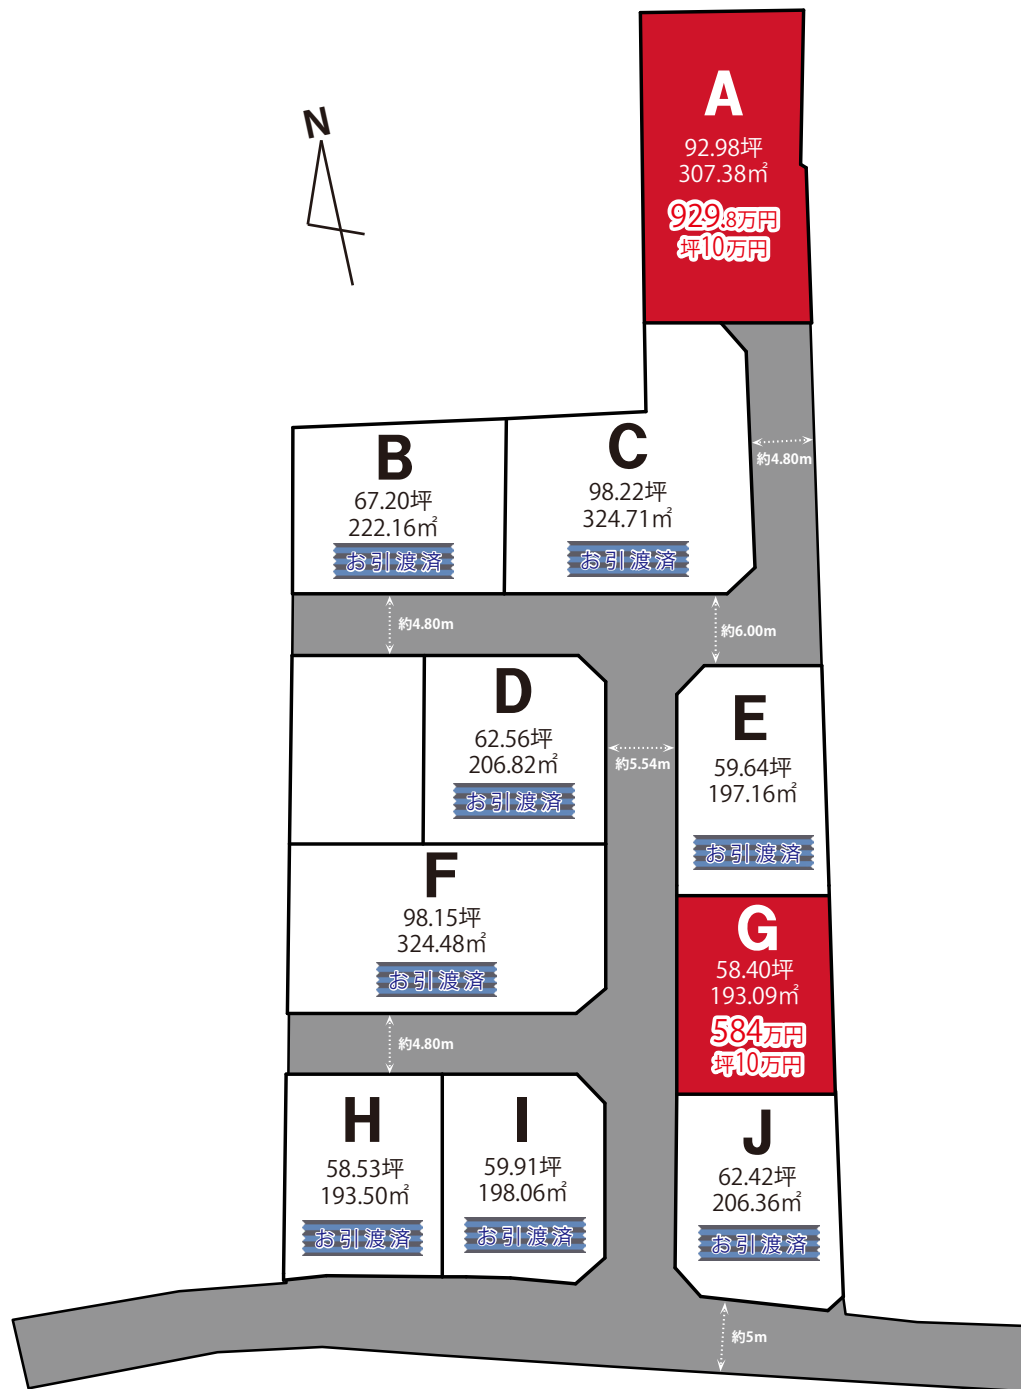 A
92.98坪
307.38㎡
929.8万円
坪10万円
N
B
67.20坪
222.16㎡
お引渡済
C
98.22坪
324.71㎡
お引渡済
約4.80m
約4.80m
約6.00m
D
62.56坪
206.82㎡
お引渡済
約5.54m
E
59.64坪
197.16㎡
お引渡済
F
98.15坪
324.48㎡
お引渡済
G
58.40坪
193.09㎡
584万円
坪10万円
約4.80m
H
58.53坪
193.50㎡
お引渡済
I
59.91坪
198.06㎡
お引渡済
J
62.42坪
206.36㎡
お引渡済
約5m